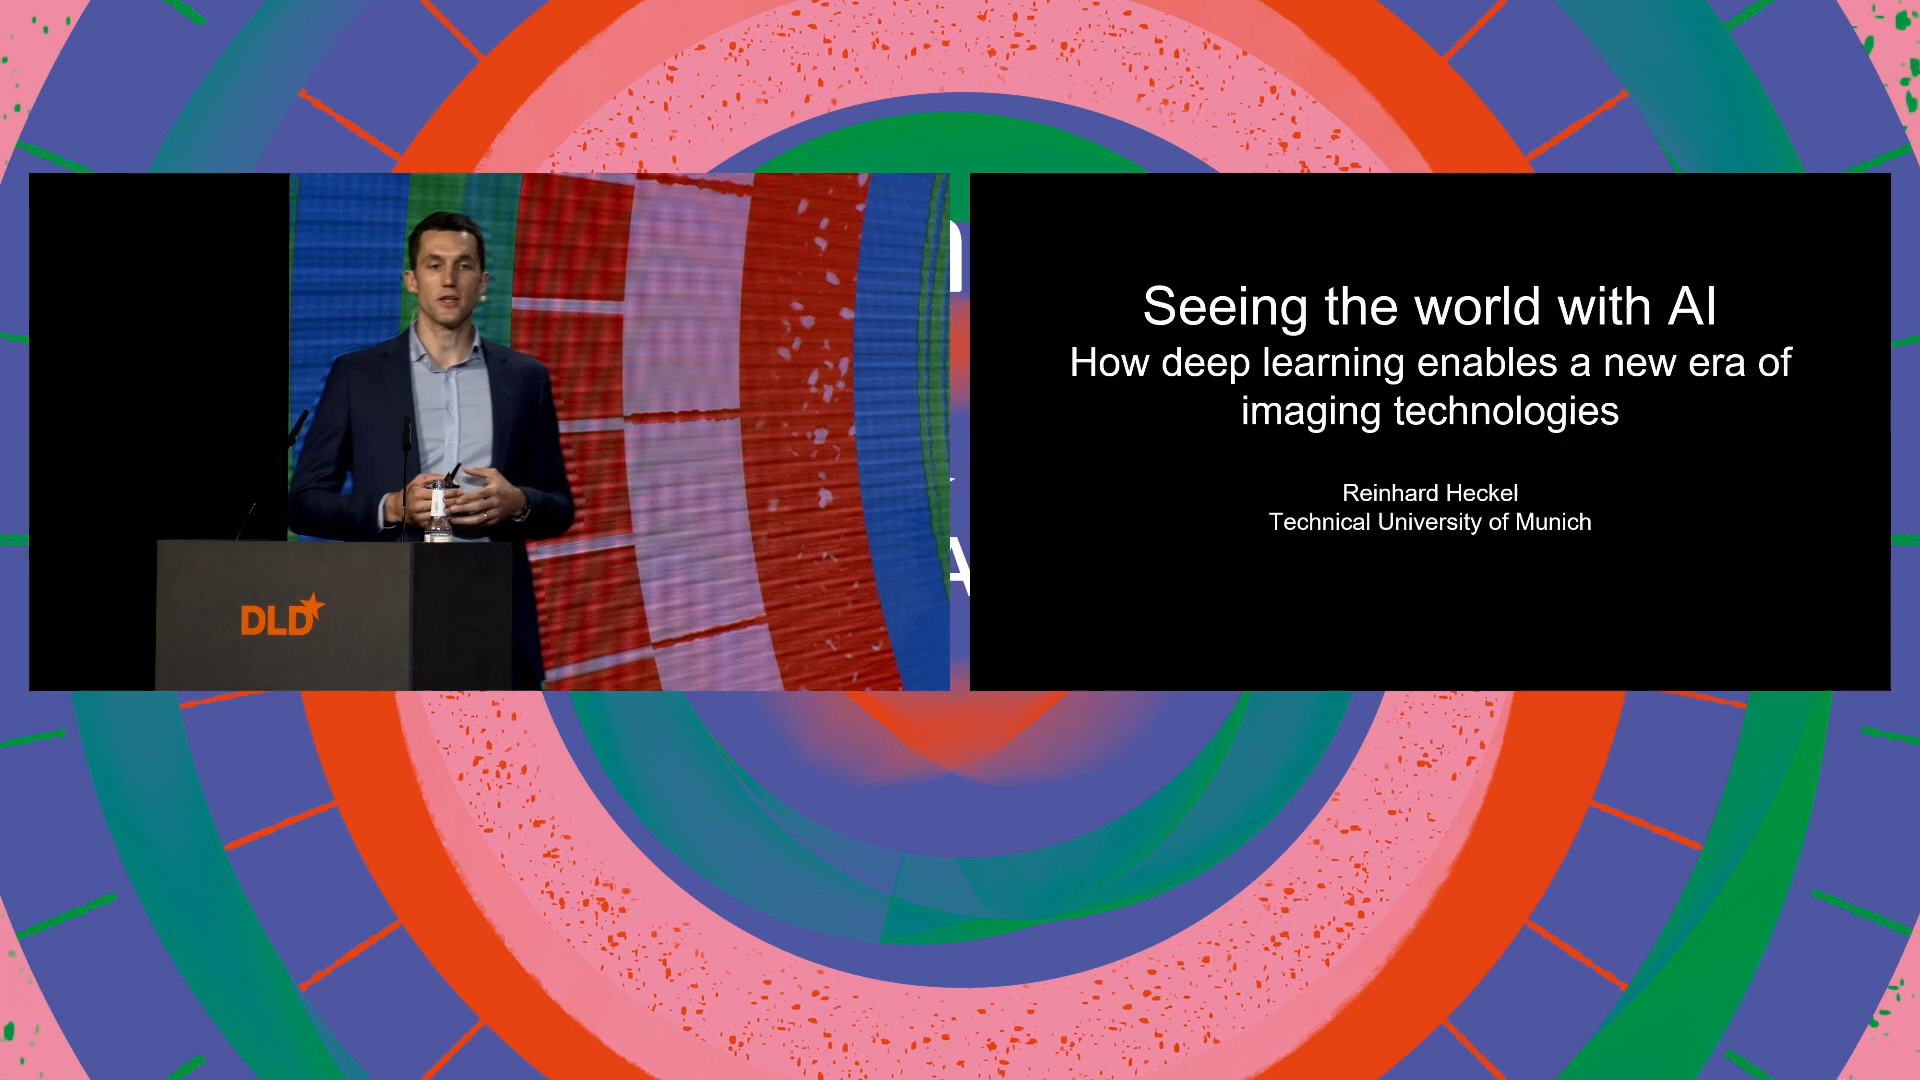 DLD
Seeing the world with AI
How deep learning enables a new era of
imaging technologies
Reinhard Heckel
Technical University of Munich